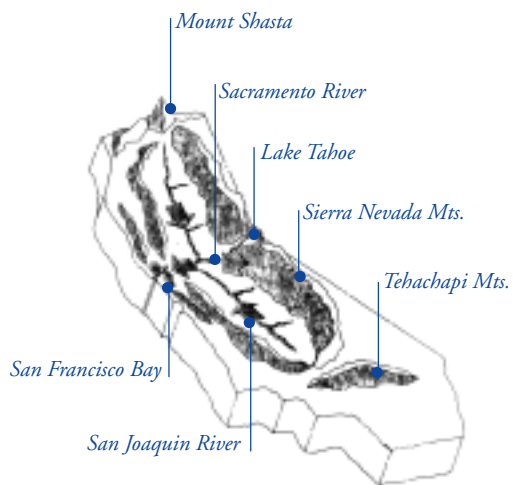 Mount Shasta
Sacramento River
Lake Tahoe
Sierra Nevada Mts.
Tehachapi Mts.
San Francisco Bay
San Joaquin River